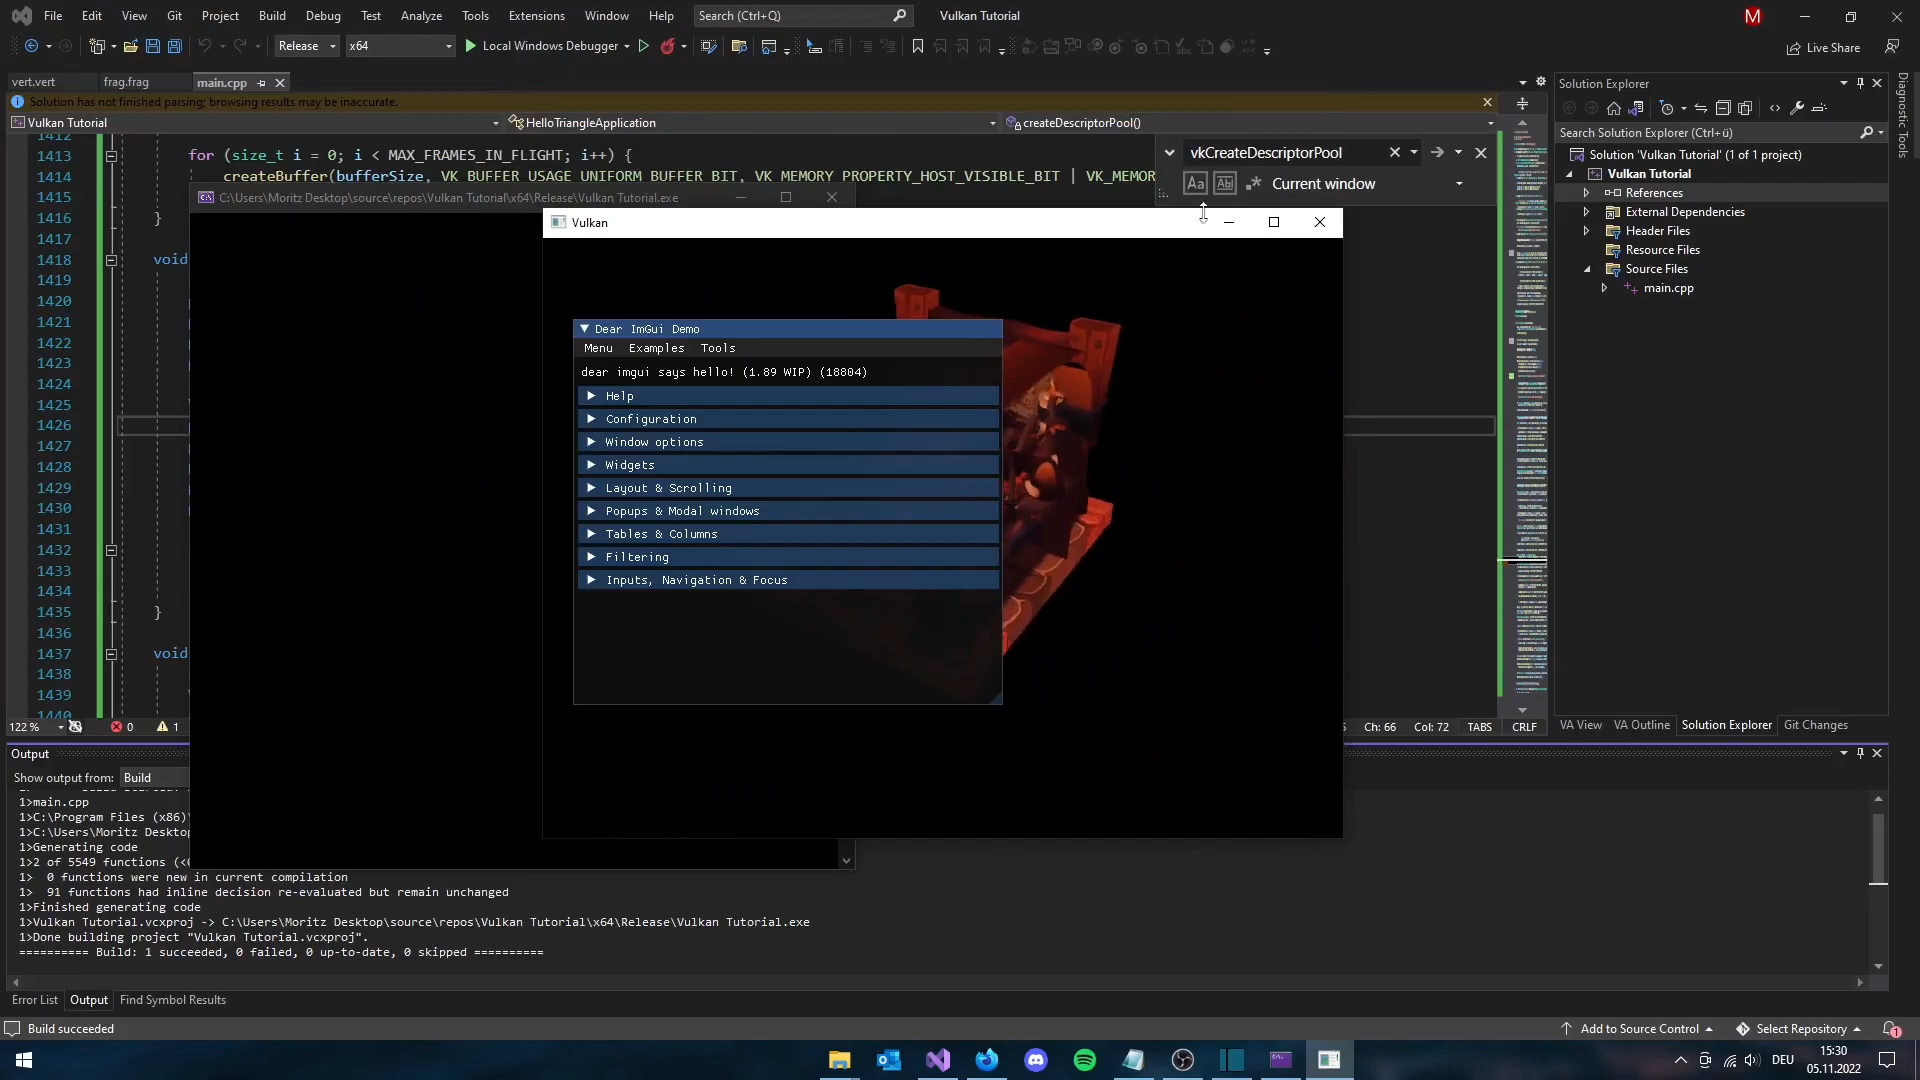 File Edit View Git Project Build Debug Test Analyze Tools Extensions Window Help Search (Ctrl+Q) Vulkan Tutorial M
Release x64 Local Windows Debugger Live Share
vert.vert frag.frag main.cpp
Solution has not finished parsing; browsing results may be inaccurate.
Vulkan Tutorial HelloTriangleApplication createDescriptorPool()
1412
1413 for (size_t i = 0; i < MAX_FRAMES_IN_FLIGHT; i++) {
1414 createBuffer(bufferSize, VK_BUFFER_USAGE_UNIFORM_BUFFER_BIT, VK_MEMORY_PROPERTY_HOST_VISIBLE_BIT | VK_MEMOR
1415
1416 }
1417
1418 void
1419
1420
1421
1422
1423
1424
1425
1426
1427
1428
1429
1430
1431
1432
1433
1434
1435 }
1436
1437 void
1438
1439
1440
vkCreateDescriptorPool
Aa Abl .* Current window
C:\Users\Moritz Desktop\source\repos\Vulkan Tutorial\x64\Release\Vulkan Tutorial.exe
Vulkan
Dear ImGui Demo
Menu Examples Tools
dear imgui says hello! (1.89 WIP) (18804)
Help
Configuration
Window options
Widgets
Layout & Scrolling
Popups & Modal windows
Tables & Columns
Filtering
Inputs, Navigation & Focus
Solution Explorer
Search Solution Explorer (Ctrl+ü)
Solution 'Vulkan Tutorial' (1 of 1 project)
Vulkan Tutorial
References
External Dependencies
Header Files
Resource Files
Source Files
main.cpp
Diagnostic Tools
122 % 0 1 Ch: 66 Col: 72 TABS CRLF
VA View VA Outline Solution Explorer Git Changes
Output
Show output from: Build
1>main.cpp
1>C:\Program Files (x86)\
1>C:\Users\Moritz Desktop
1>Generating code
1>2 of 5549 functions (<
1> 0 functions were new in current compilation
1> 91 functions had inline decision re-evaluated but remain unchanged
1>Finished generating code
1>Vulkan Tutorial.vcxproj -> C:\Users\Moritz Desktop\source\repos\Vulkan Tutorial\x64\Release\Vulkan Tutorial.exe
1>Done building project "Vulkan Tutorial.vcxproj".
========== Build: 1 succeeded, 0 failed, 0 up-to-date, 0 skipped ==========
Error List Output Find Symbol Results
Build succeeded Add to Source Control Select Repository 1
DEU 15:30
05.11.2022